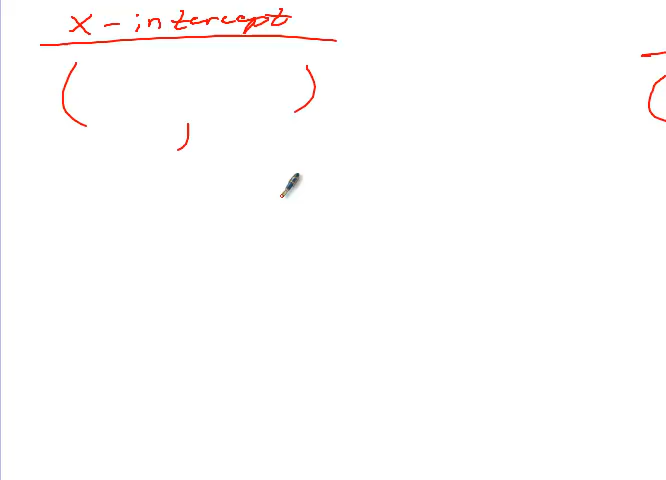 x-intercept
( , )
(